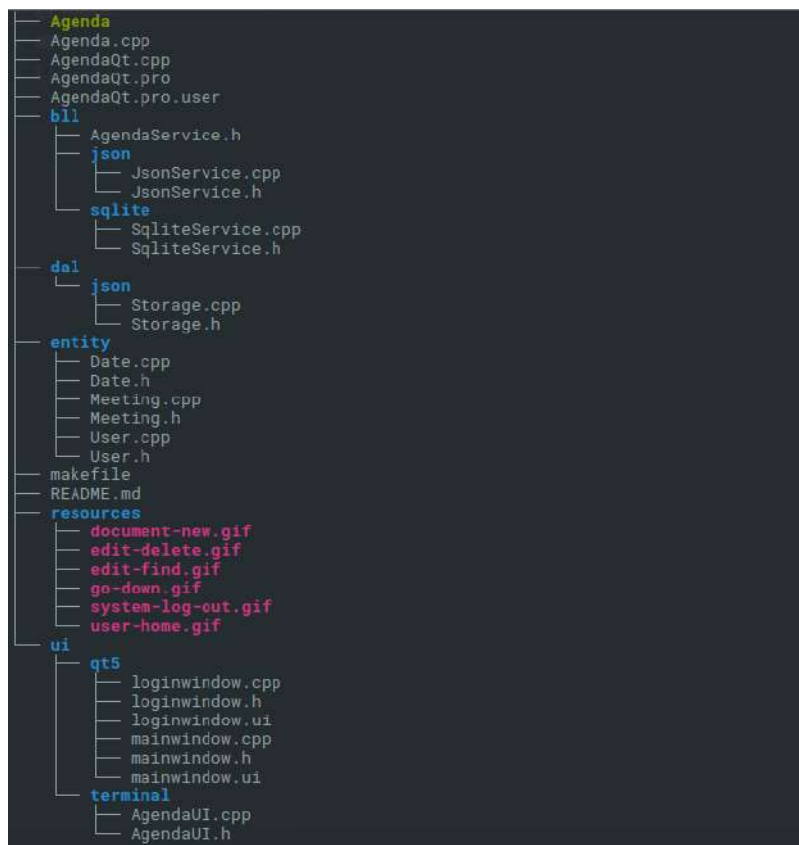 ├── Agenda
├── Agenda.cpp
├── AgendaQt.cpp
├── AgendaQt.pro
├── AgendaQt.pro.user
├── bll
│   ├── AgendaService.h
│   ├── json
│   │   ├── JsonService.cpp
│   │   └── JsonService.h
│   └── sqlite
│       ├── SqliteService.cpp
│       └── SqliteService.h
├── dal
│   └── json
│       ├── Storage.cpp
│       └── Storage.h
├── entity
│   ├── Date.cpp
│   ├── Date.h
│   ├── Meeting.cpp
│   ├── Meeting.h
│   ├── User.cpp
│   └── User.h
├── makefile
├── README.md
├── resources
│   ├── document-new.gif
│   ├── edit-delete.gif
│   ├── edit-find.gif
│   ├── go-down.gif
│   ├── system-log-out.gif
│   └── user-home.gif
└── ui
    ├── qt5
    │   ├── loginwindow.cpp
    │   ├── loginwindow.h
    │   ├── loginwindow.ui
    │   ├── mainwindow.cpp
    │   ├── mainwindow.h
    │   └── mainwindow.ui
    └── terminal
        ├── AgendaUI.cpp
        └── AgendaUI.h